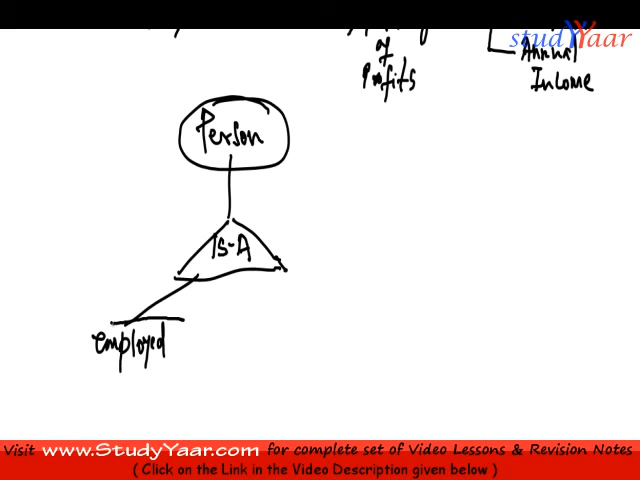 studYYaar
of
Annual
Profits
Income
Person
IS-A
employed
Visit www.StudyYaar.com for complete set of Video Lessons & Revision Notes
( Click on the Link in the Video Description given below )